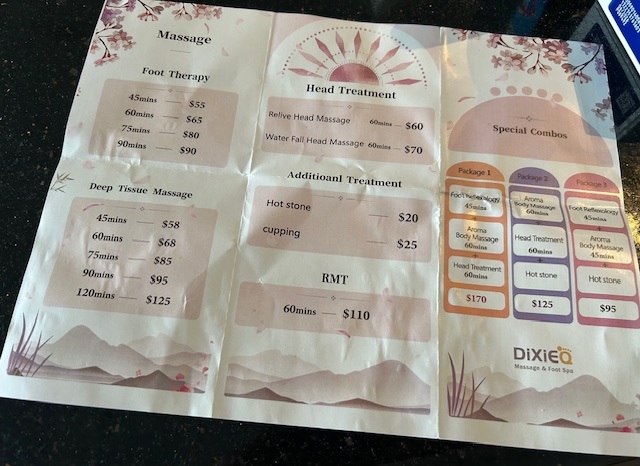 Massage
Foot Therapy
45mins — $55
60mins — $65
75mins — $80
90mins — $90
Deep Tissue Massage
45mins — $58
60mins — $68
75mins — $85
90mins — $95
120mins — $125
Head Treatment
Relive Head Massage 60mins — $60
Water Fall Head Massage 60mins — $70
Additioanl Treatment
Hot stone — $20
cupping — $25
RMT
60mins — $110
Special Combos
Package 1
Foot Reflexology
45mins
Aroma
Body Massage
60mins
Head Treatment
60mins
$170
Package 2
Aroma
Body Massage
60mins
Head Treatment
60mins
Hot stone
$125
Package 3
Foot Reflexology
45mins
Aroma
Body Massage
45mins
Hot stone
$95
DiXiEQ
Massage & Foot Spa